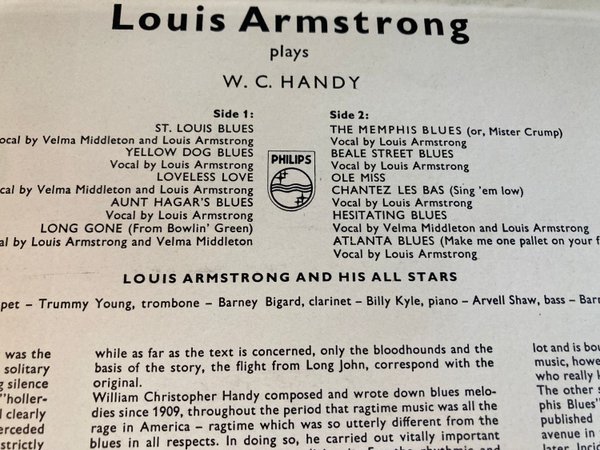 Louis Armstrong
plays
W. C. HANDY
Side 1:
ST. LOUIS BLUES
Vocal by Velma Middleton and Louis Armstrong
YELLOW DOG BLUES
Vocal by Louis Armstrong
LOVELESS LOVE
Vocal by Velma Middleton and Louis Armstrong
AUNT HAGAR'S BLUES
Vocal by Louis Armstrong
LONG GONE (From Bowlin' Green)
Vocal by Louis Armstrong and Velma Middleton
PHILIPS
Side 2:
THE MEMPHIS BLUES (or, Mister Crump)
Vocal by Louis Armstrong
BEALE STREET BLUES
Vocal by Louis Armstrong
OLE MISS
CHANTEZ LES BAS (Sing 'em low)
Vocal by Louis Armstrong
HESITATING BLUES
Vocal by Velma Middleton and Louis Armstrong
ATLANTA BLUES (Make me one pallet on your f
Vocal by Louis Armstrong
LOUIS ARMSTRONG AND HIS ALL STARS
pet – Trummy Young, trombone – Barney Bigard, clarinet – Billy Kyle, piano – Arvell Shaw, bass – Barr
was the
solitary
g silence
"holler-
d clearly
erceded
strictly
while as far as the text is concerned, only the bloodhounds and the
basis of the story, the flight from Long John, correspond with the
original.
William Christopher Handy composed and wrote down blues melo-
dies since 1909, throughout the period that ragtime music was all the
rage in America – ragtime which was so utterly different from the
blues in all respects. In doing so, he carried out vitally important
lot and is bou
music, howe
who really k
The other s
phis Blues"
published
avenue in
later. Incid